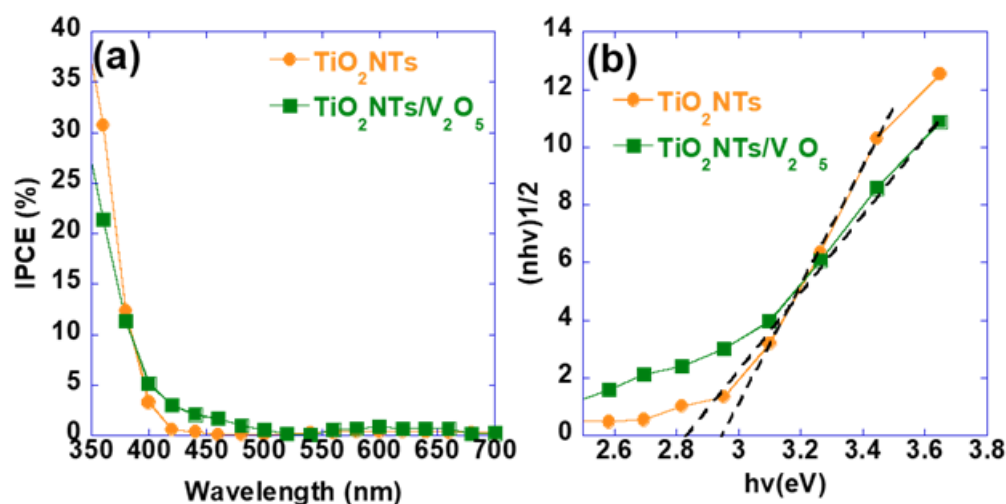 (a)
TiO₂NTs
TiO₂NTs/V₂O₅
IPCE (%)
40
35
30
25
20
15
10
5
0
350 400 450 500 550 600 650 700
Wavelength (nm)
(b)
TiO₂NTs
TiO₂NTs/V₂O₅
(nhv)1/2
14
12
10
8
6
4
2
0
2.6 2.8 3 3.2 3.4 3.6 3.8
hv(eV)